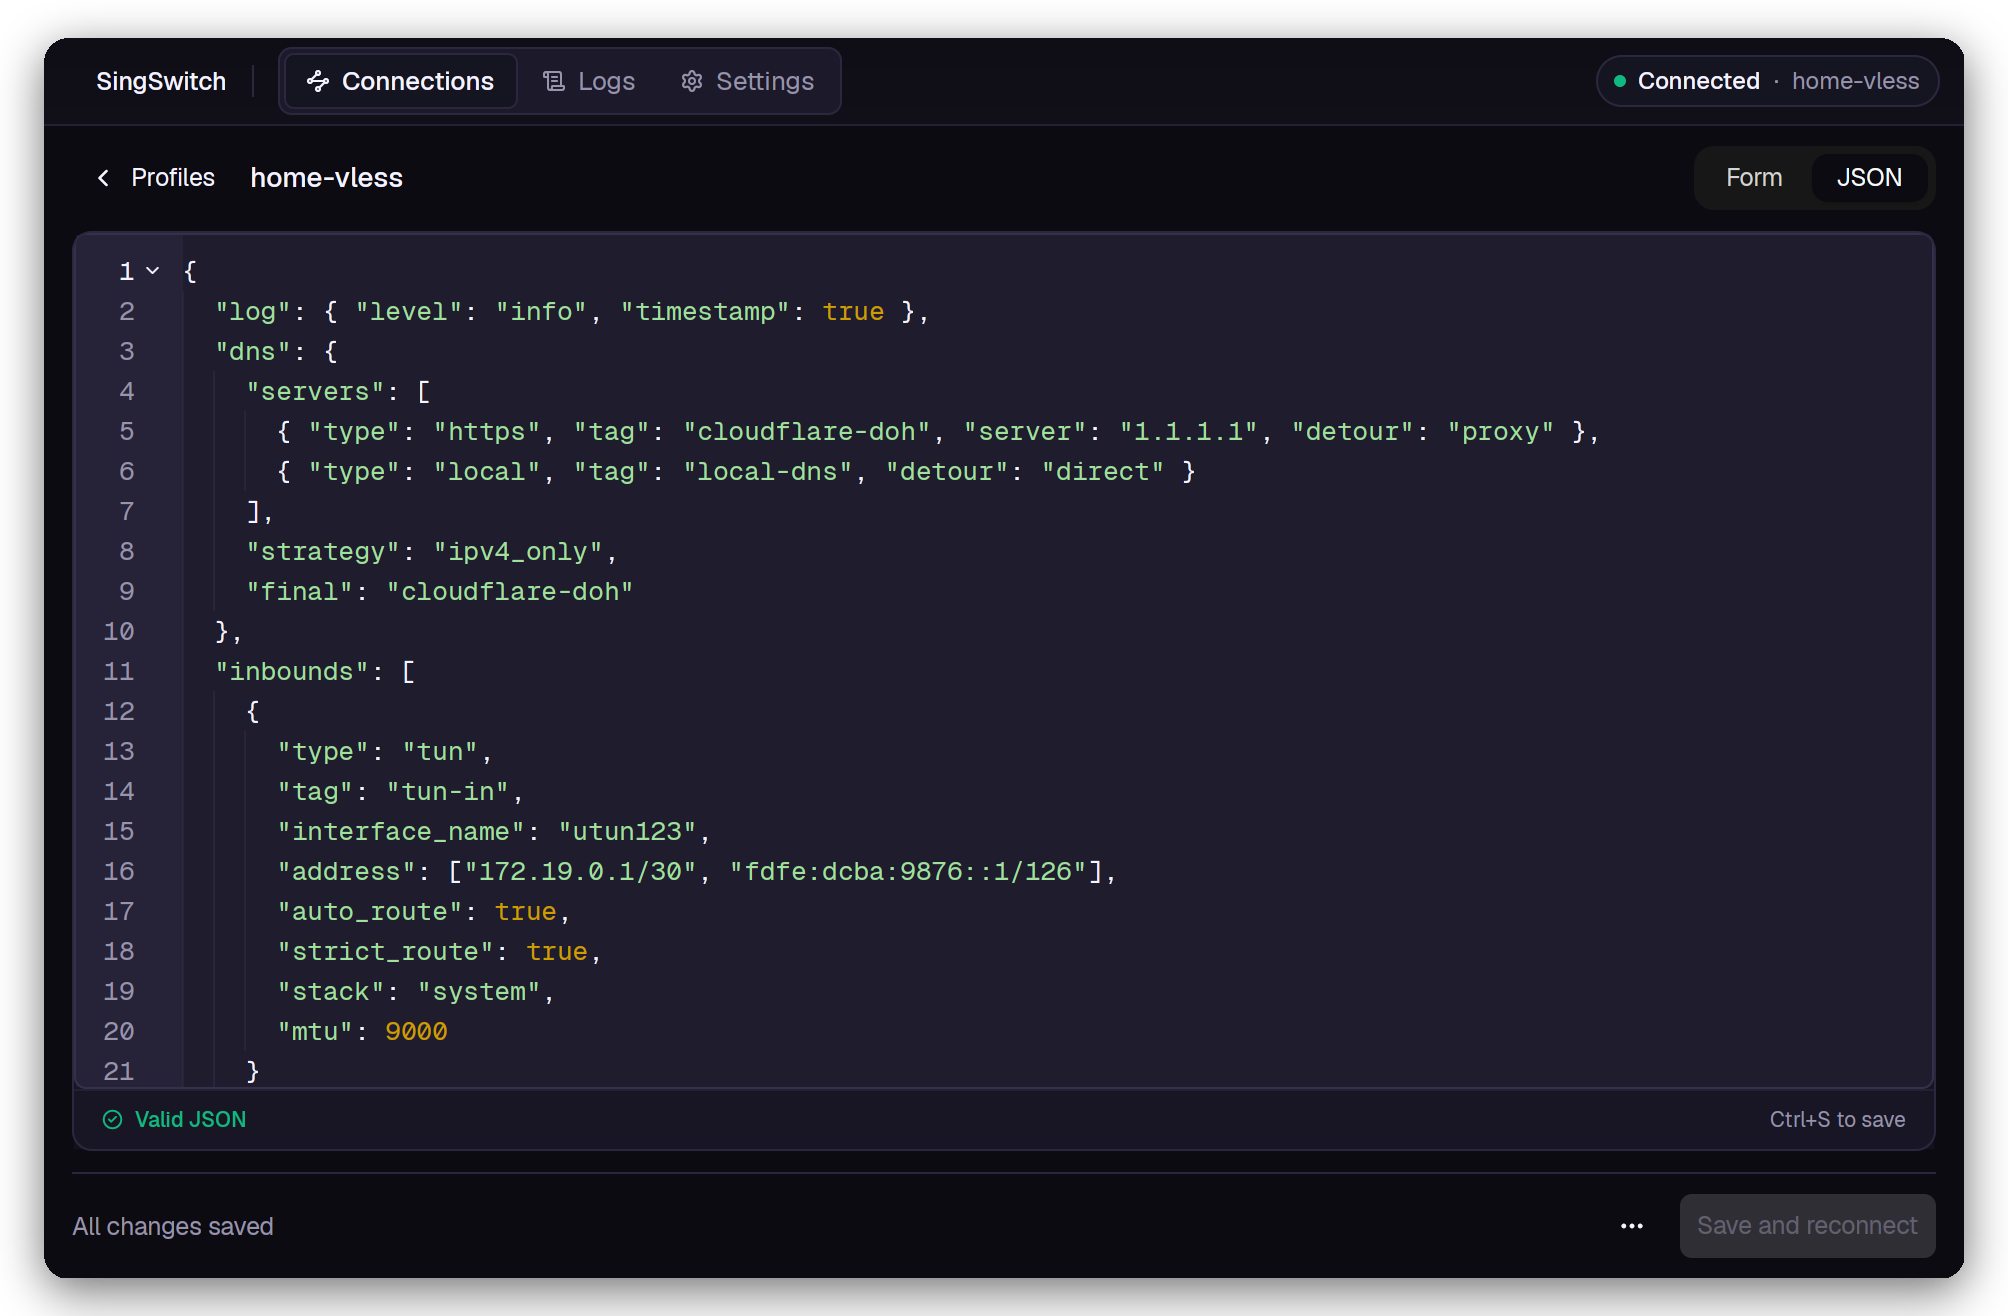 SingSwitch Connections Logs Settings Connected · home-vless
Profiles home-vless Form JSON
1 {
2   "log": { "level": "info", "timestamp": true },
3   "dns": {
4     "servers": [
5       { "type": "https", "tag": "cloudflare-doh", "server": "1.1.1.1", "detour": "proxy" },
6       { "type": "local", "tag": "local-dns", "detour": "direct" }
7     ],
8     "strategy": "ipv4_only",
9     "final": "cloudflare-doh"
10   },
11   "inbounds": [
12     {
13       "type": "tun",
14       "tag": "tun-in",
15       "interface_name": "utun123",
16       "address": ["172.19.0.1/30", "fdfe:dcba:9876::1/126"],
17       "auto_route": true,
18       "strict_route": true,
19       "stack": "system",
20       "mtu": 9000
21     }
Valid JSON Ctrl+S to save
All changes saved ••• Save and reconnect